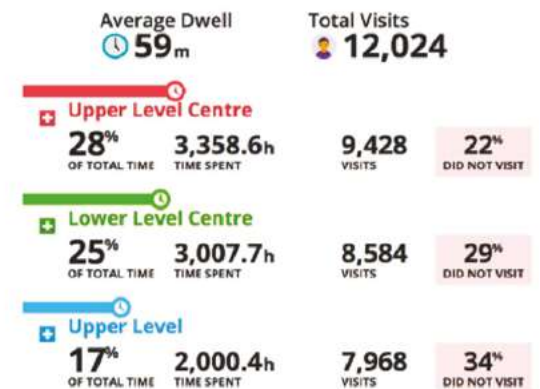 Average Dwell Total Visits
59m 12,024
Upper Level Centre
28% 3,358.6h 9,428 22%
OF TOTAL TIME TIME SPENT VISITS DID NOT VISIT
Lower Level Centre
25% 3,007.7h 8,584 29%
OF TOTAL TIME TIME SPENT VISITS DID NOT VISIT
Upper Level
17% 2,000.4h 7,968 34%
OF TOTAL TIME TIME SPENT VISITS DID NOT VISIT